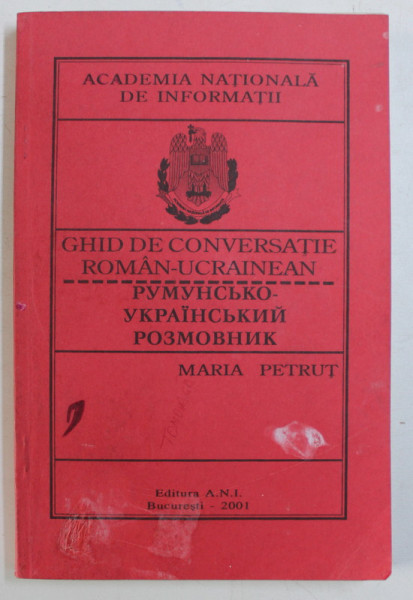 ACADEMIA NAȚIONALĂ
DE INFORMAȚII
GHID DE CONVERSAȚIE
ROMÂN-UCRAINEAN
РУМУНСЬКО-
УКРАЇНСЬКИЙ
РОЗМОВНИК
MARIA PETRUȚ
Editura A.N.I.
București - 2001